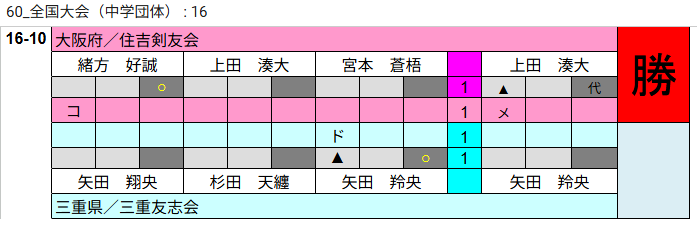 60_全国大会（中学団体）: 16
16-10 大阪府／住吉剣友会 勝
緒方 好誠 上田 湊大 宮本 蒼梧 上田 湊大
○ 1 ▲ 代
コ 1 メ
ド 1
▲ ○ 1
矢田 翔央 杉田 天纏 矢田 羚央 矢田 羚央
三重県／三重友志会